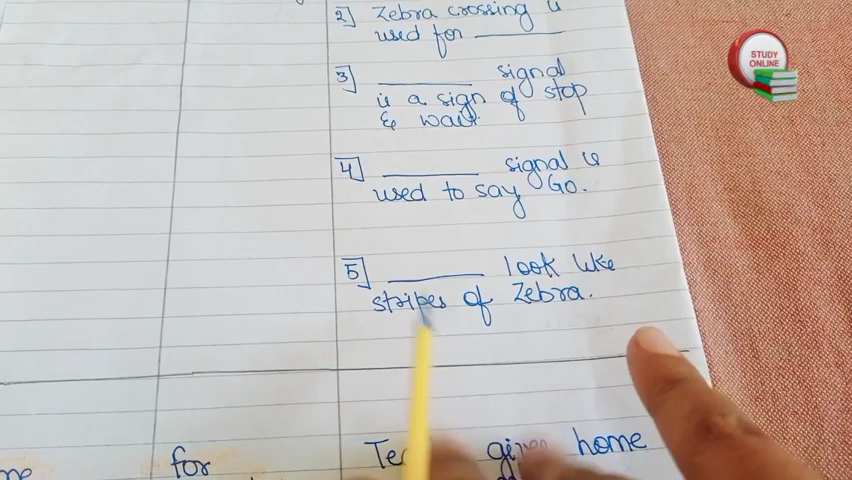 2] Zebra crossing is
used for ______
3] ______ signal
is a sign of stop
& wait.
4] ______ signal is
used to say Go.
5] ______ look like
stripes of Zebra.
given home
for
STUDY
ONLINE